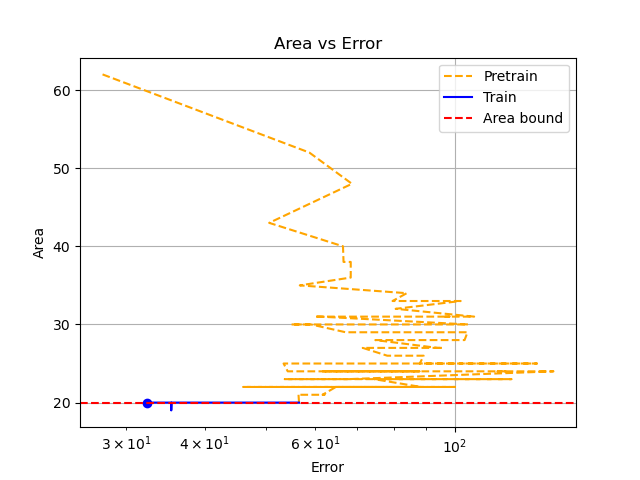 Area vs Error
Pretrain
Train
Area bound
60
50
40
30
20
Area
3 × 10¹
4 × 10¹
6 × 10¹
10²
Error